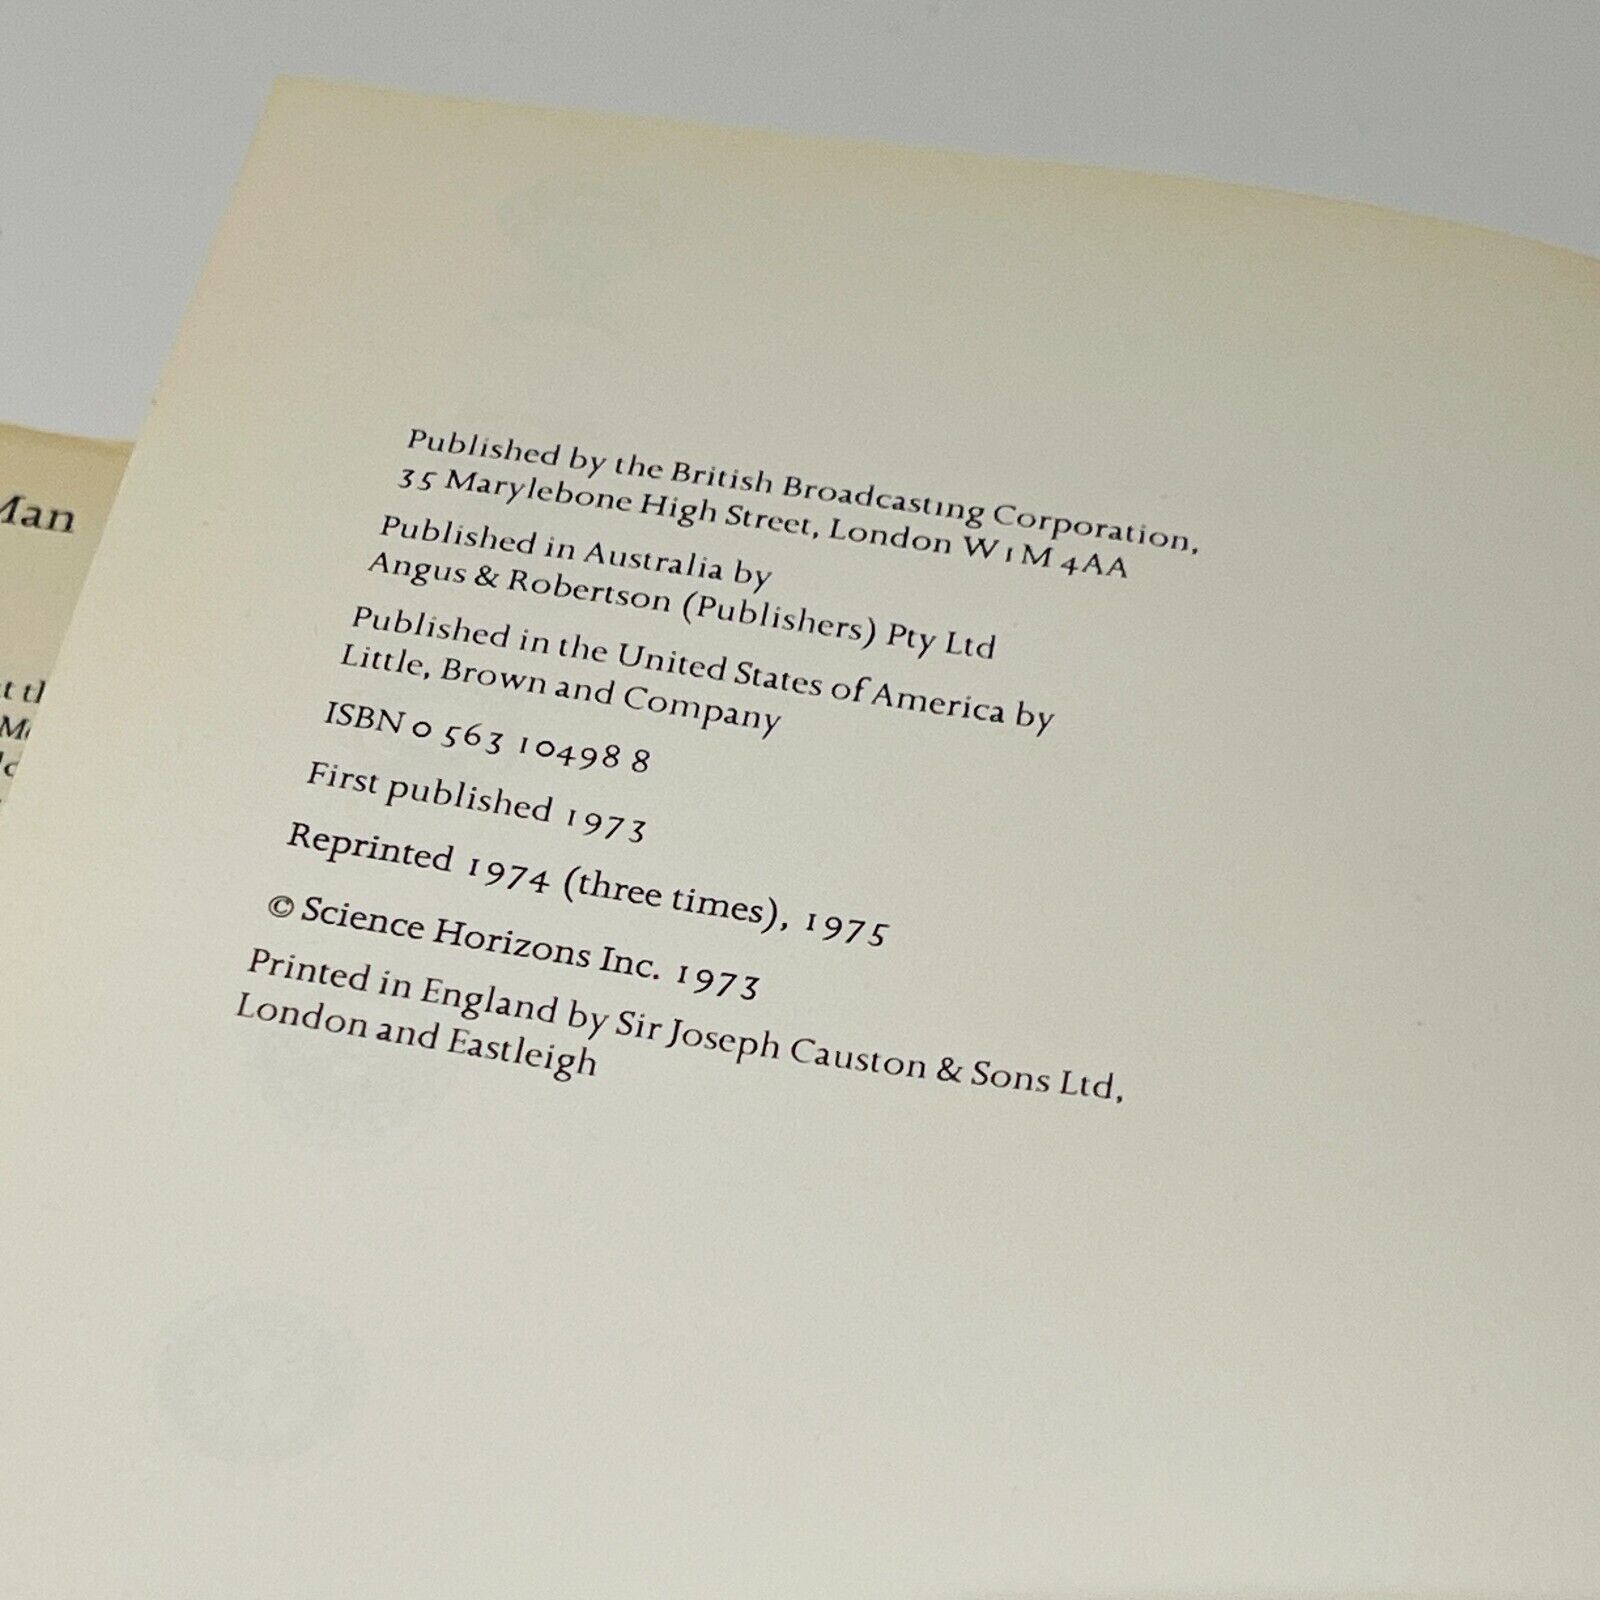 Published by the British Broadcasting Corporation,
35 Marylebone High Street, London W1M 4AA
Published in Australia by
Angus & Robertson (Publishers) Pty Ltd
Published in the United States of America by
Little, Brown and Company
ISBN 0 563 10498 8
First published 1973
Reprinted 1974 (three times), 1975
© Science Horizons Inc. 1973
Printed in England by Sir Joseph Causton & Sons Ltd,
London and Eastleigh
Man